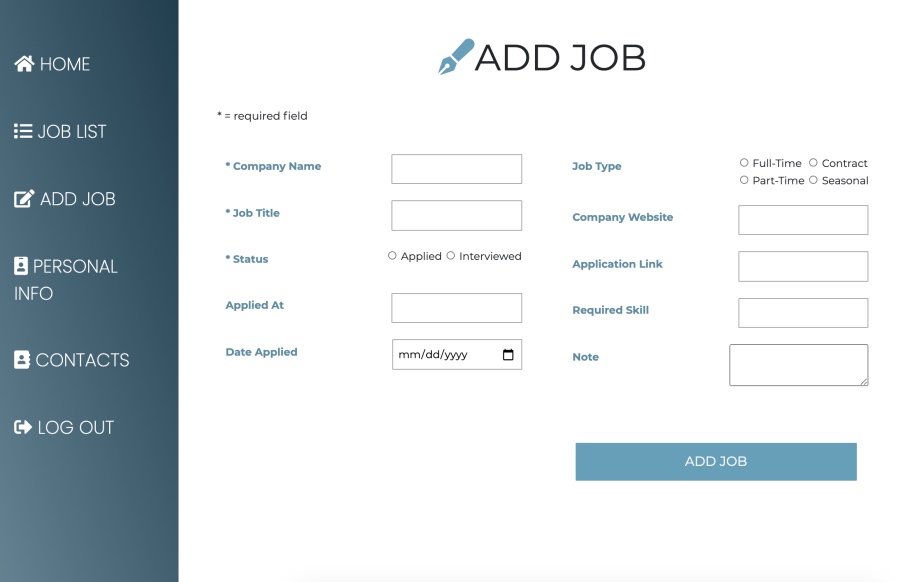 HOME
JOB LIST
ADD JOB
PERSONAL
INFO
CONTACTS
LOG OUT
ADD JOB
* = required field
* Company Name
* Job Title
* Status
Applied Interviewed
Applied At
Date Applied
mm/dd/yyyy
Job Type
Full-Time Contract
Part-Time Seasonal
Company Website
Application Link
Required Skill
Note
ADD JOB